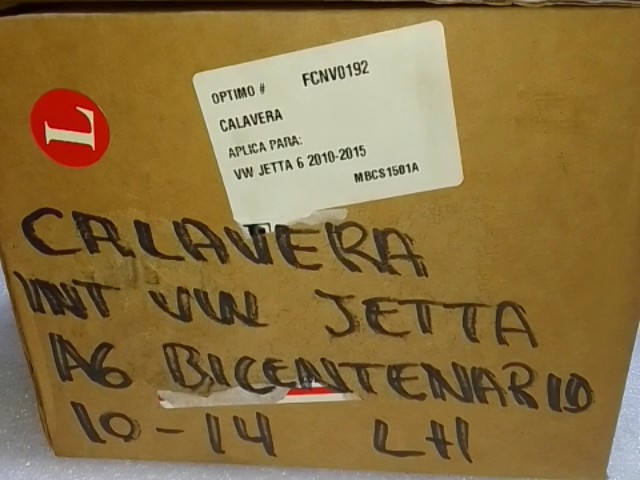 L
OPTIMO # FCNV0192
CALAVERA
APLICA PARA:
VW JETTA 6 2010-2015
MBCS1501A
CALAVERA
INT VW JETTA
A6 BICENTENARIO
10-14 LH